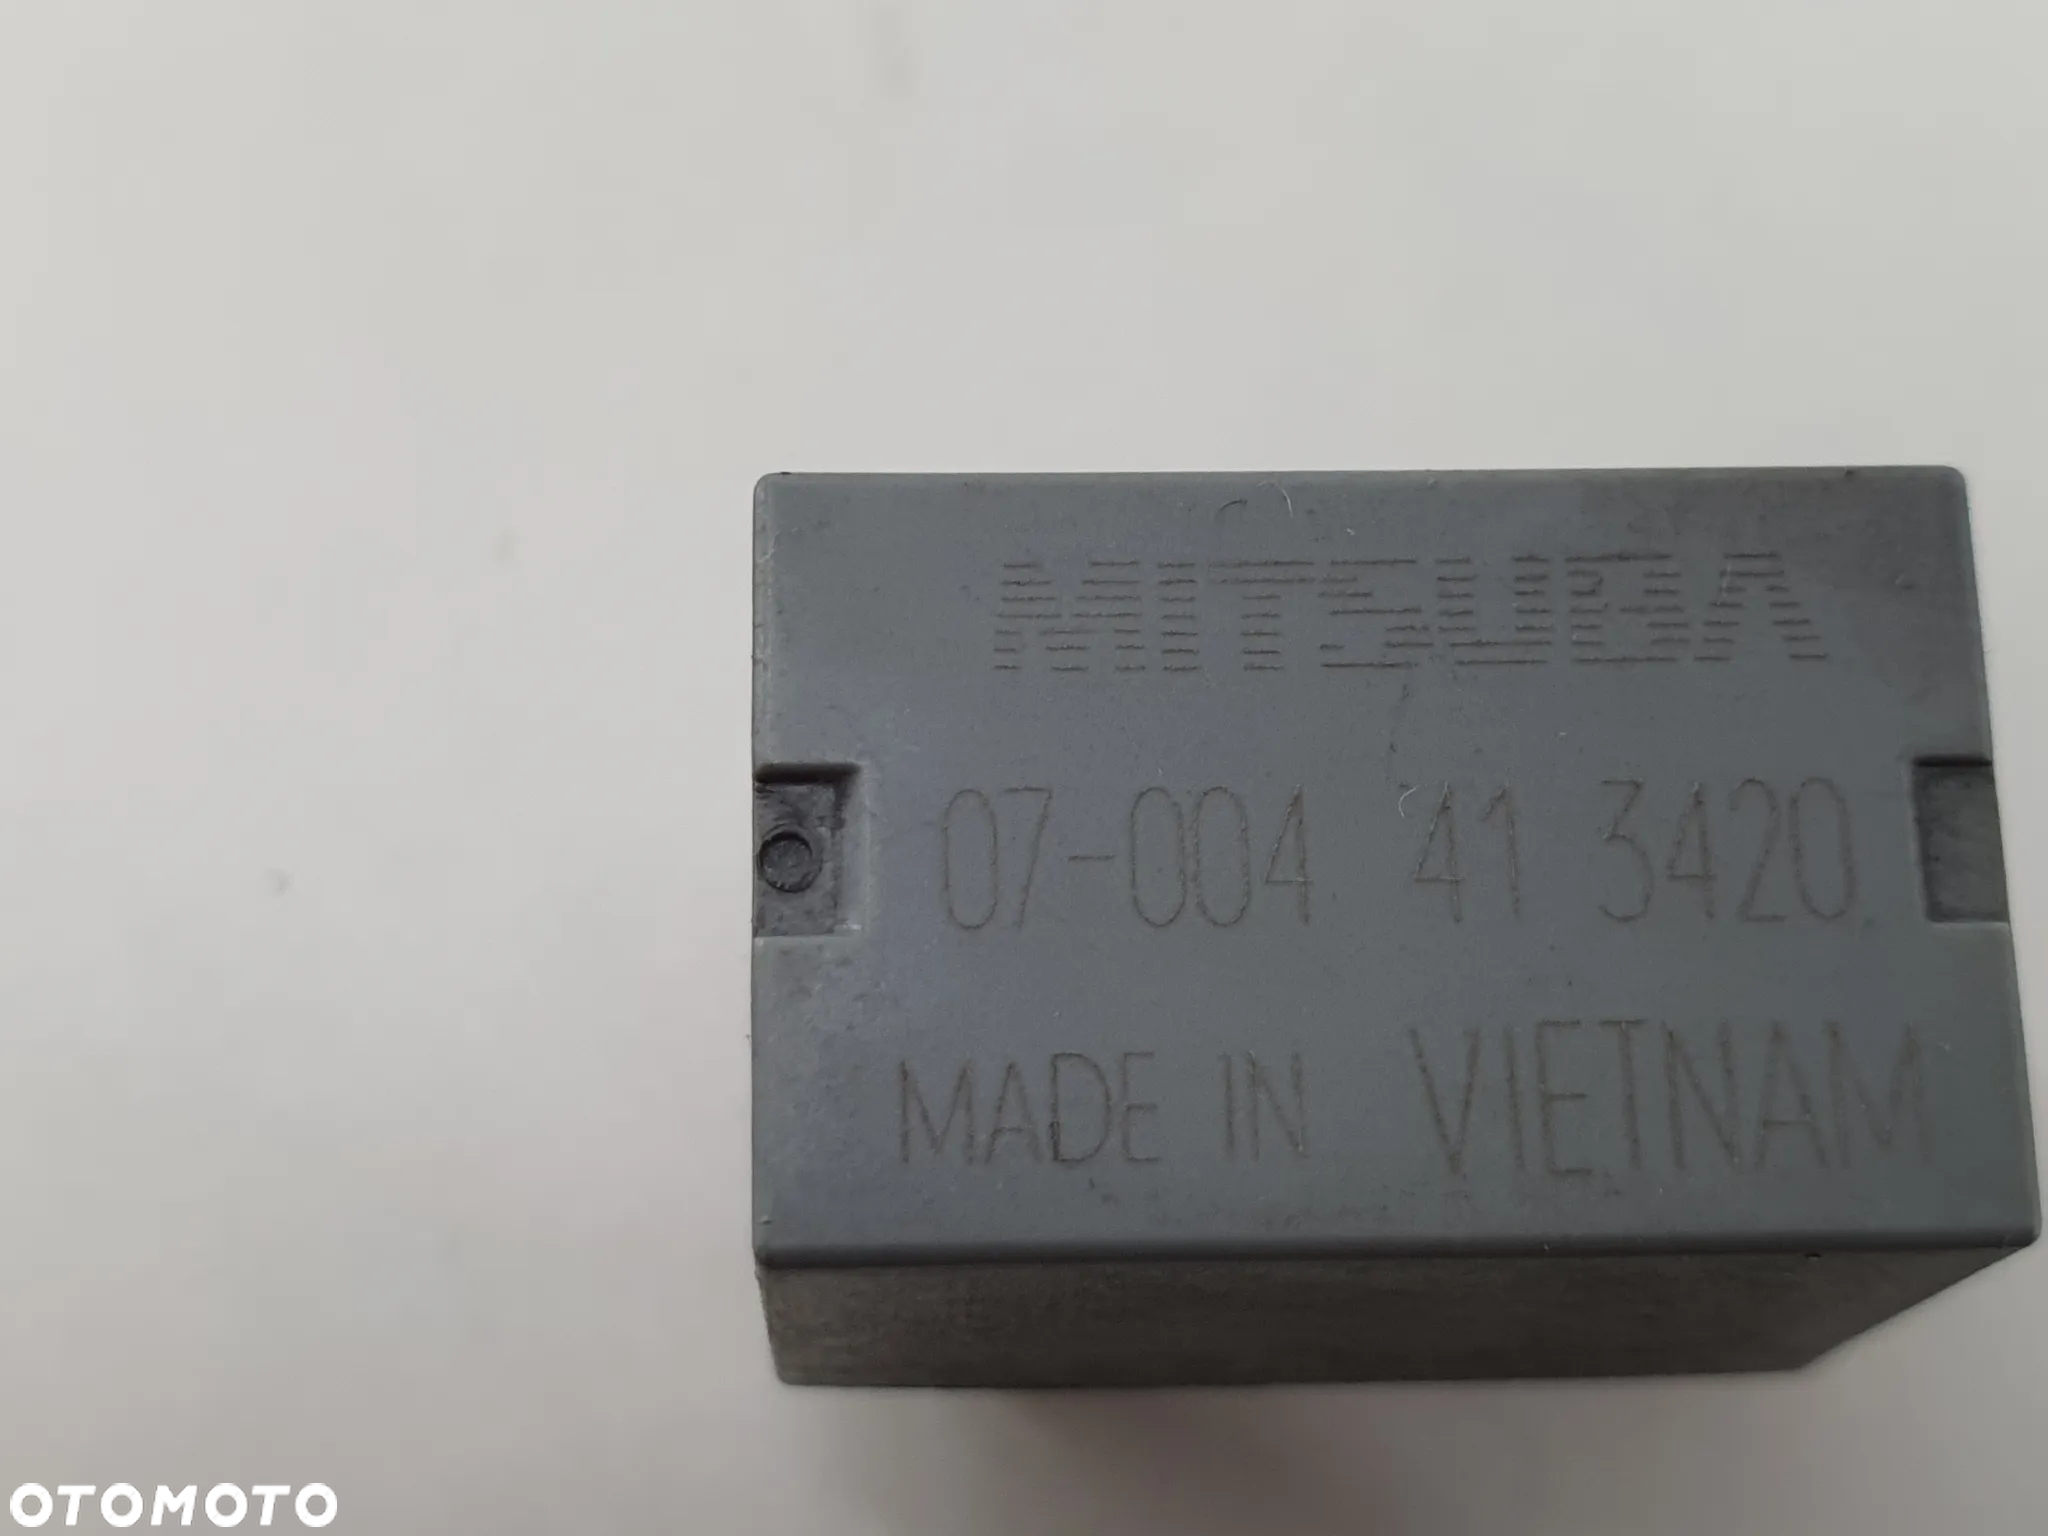 MITSUBA
07-004 41 3420
MADE IN VIETNAM
OTOMOTO